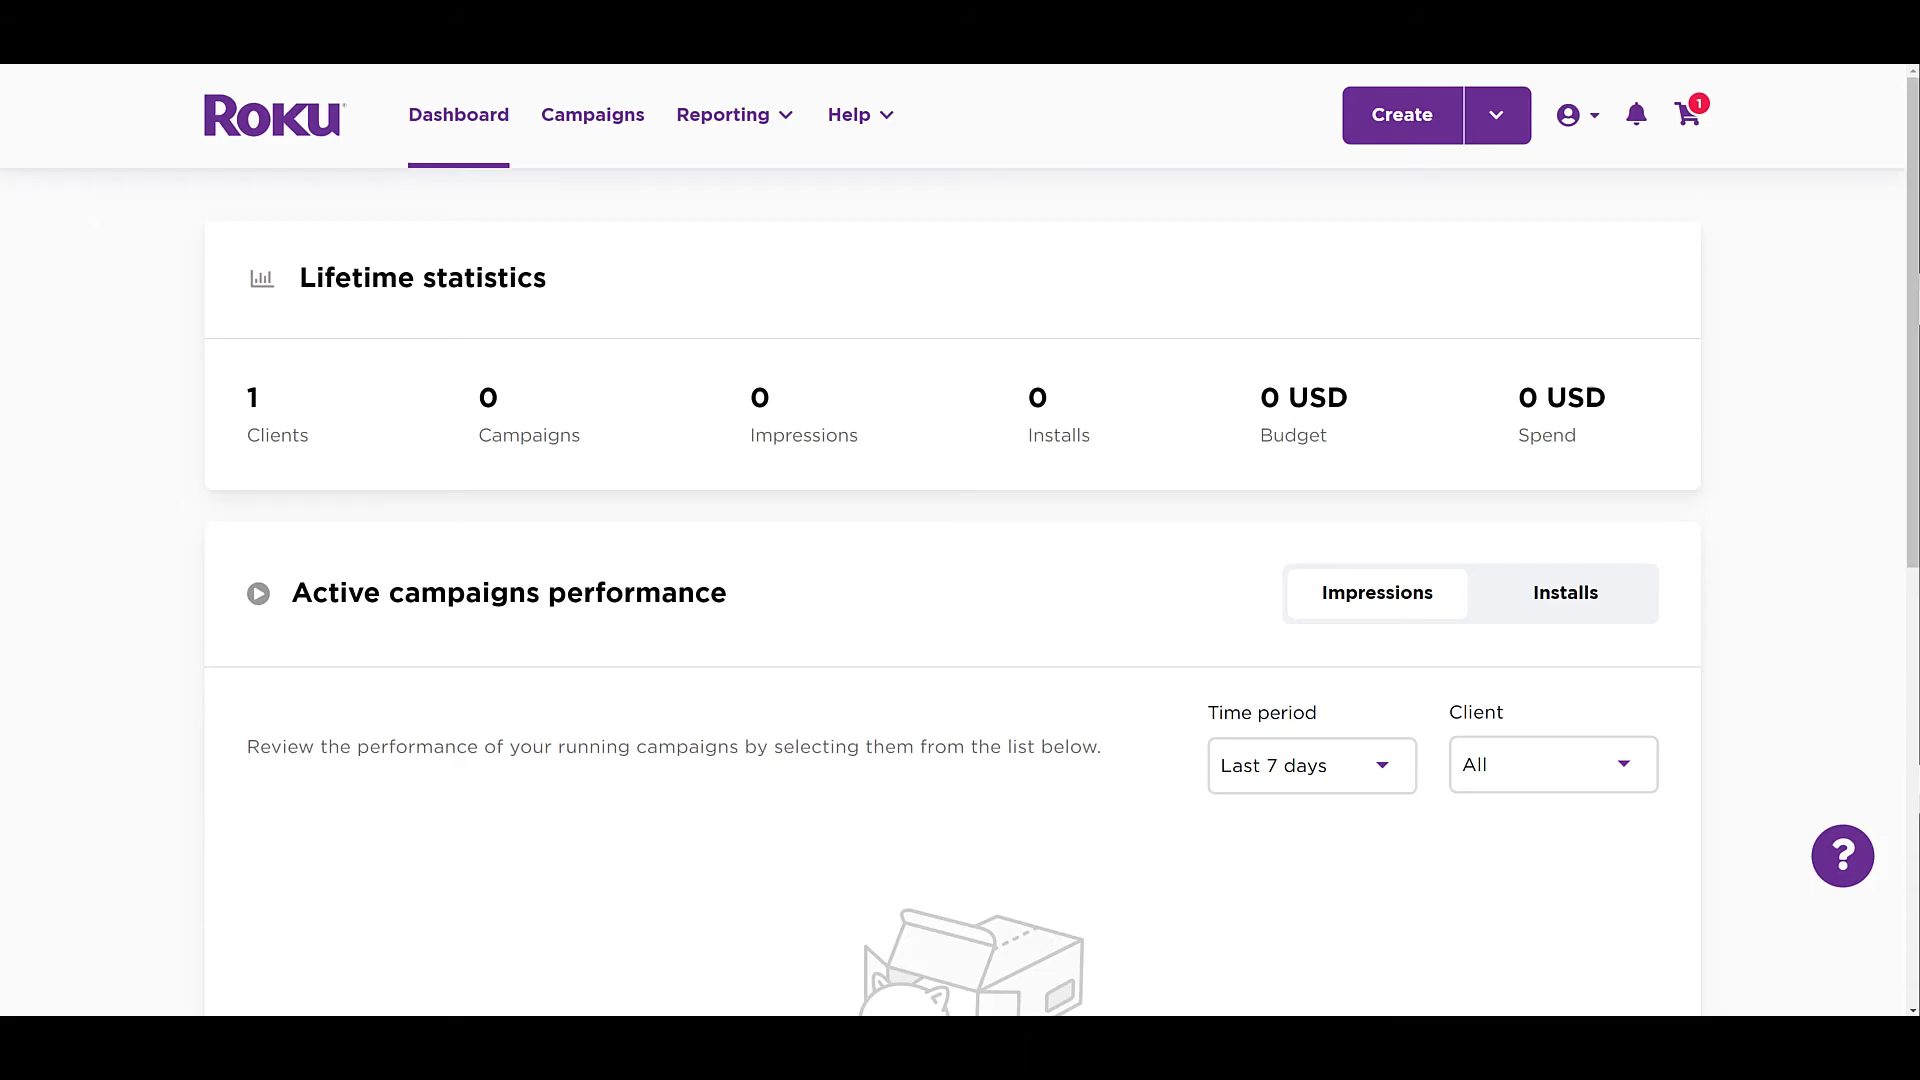 Roku
Dashboard Campaigns Reporting Help Create 1
Lifetime statistics
1 0 0 0 0 USD 0 USD
Clients Campaigns Impressions Installs Budget Spend
Active campaigns performance Impressions Installs
Time period Client
Review the performance of your running campaigns by selecting them from the list below.
Last 7 days All
?